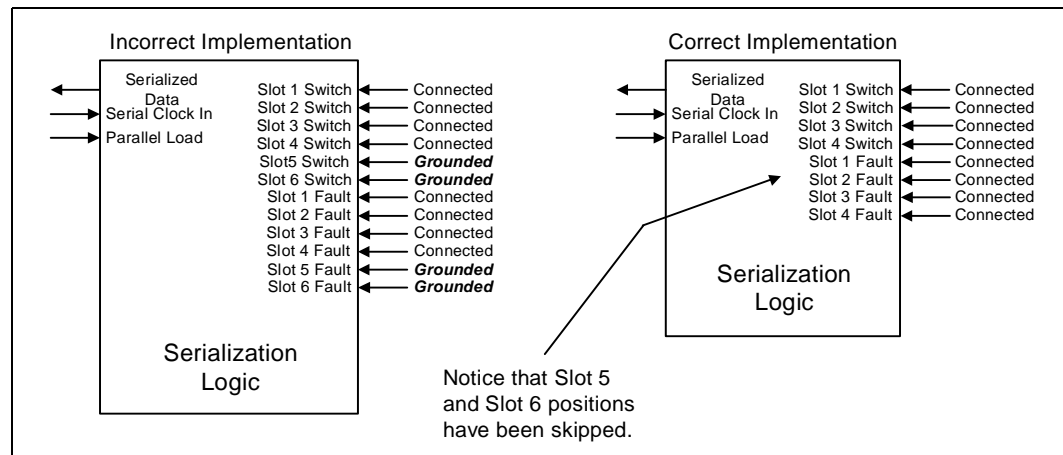 Incorrect Implementation
Serialized
Data
Serial Clock In
Parallel Load
Slot 1 Switch Connected
Slot 2 Switch Connected
Slot 3 Switch Connected
Slot 4 Switch Connected
Slot5 Switch Grounded
Slot 6 Switch Grounded
Slot 1 Fault Connected
Slot 2 Fault Connected
Slot 3 Fault Connected
Slot 4 Fault Connected
Slot 5 Fault Grounded
Slot 6 Fault Grounded
Serialization
Logic
Correct Implementation
Serialized
Data
Serial Clock In
Parallel Load
Slot 1 Switch Connected
Slot 2 Switch Connected
Slot 3 Switch Connected
Slot 4 Switch Connected
Slot 1 Fault Connected
Slot 2 Fault Connected
Slot 3 Fault Connected
Slot 4 Fault Connected
Serialization
Logic
Notice that Slot 5
and Slot 6 positions
have been skipped.